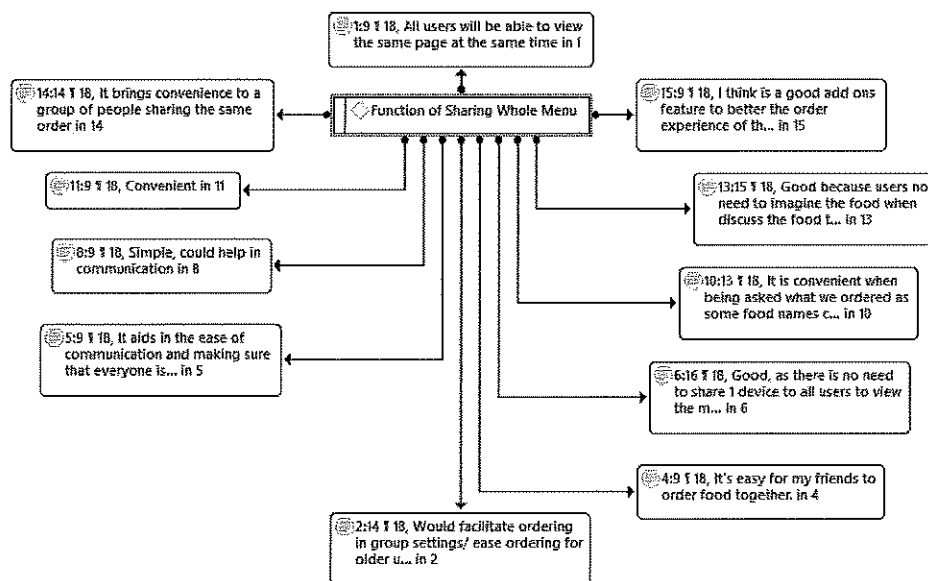 1:9 ¶ 18, All users will be able to view
the same page at the same time in 1
14:14 ¶ 18, It brings convenience to a
group of people sharing the same
order in 14
Function of Sharing Whole Menu
15:9 ¶ 18, I think is a good add ons
feature to better the order
experience of th... in 15
11:9 ¶ 18, Convenient in 11
13:15 ¶ 18, Good because users no
need to imagine the food when
discuss the food t... in 13
8:9 ¶ 18, Simple, could help in
communication in 8
10:13 ¶ 18, It is convenient when
being asked what we ordered as
some food names c... in 10
5:9 ¶ 18, It aids in the ease of
communication and making sure
that everyone is... in 5
6:16 ¶ 18, Good, as there is no need
to share 1 device to all users to view
the m... in 6
4:9 ¶ 18, It's easy for my friends to
order food together. in 4
2:14 ¶ 18, Would facilitate ordering
in group settings/ ease ordering for
older u... in 2